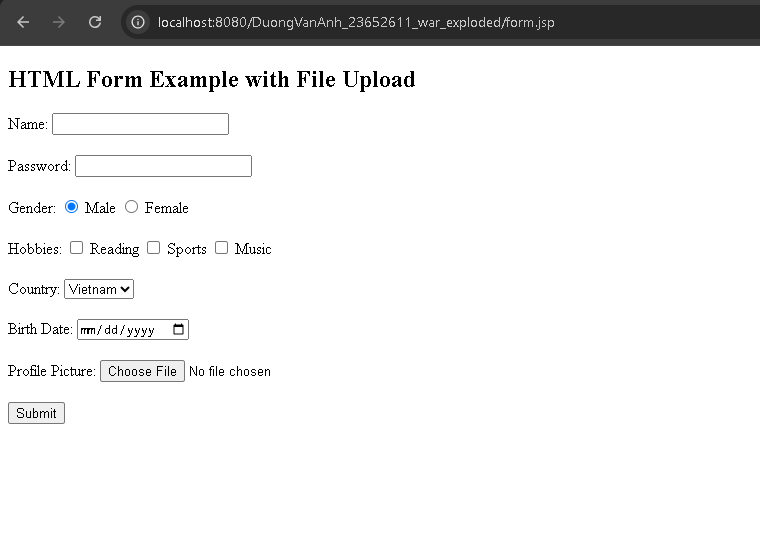 localhost:8080/DuongVanAnh_23652611_war_exploded/form.jsp
HTML Form Example with File Upload
Name:
Password:
Gender: Male Female
Hobbies: Reading Sports Music
Country: Vietnam
Birth Date: mm/dd/yyyy
Profile Picture: Choose File No file chosen
Submit